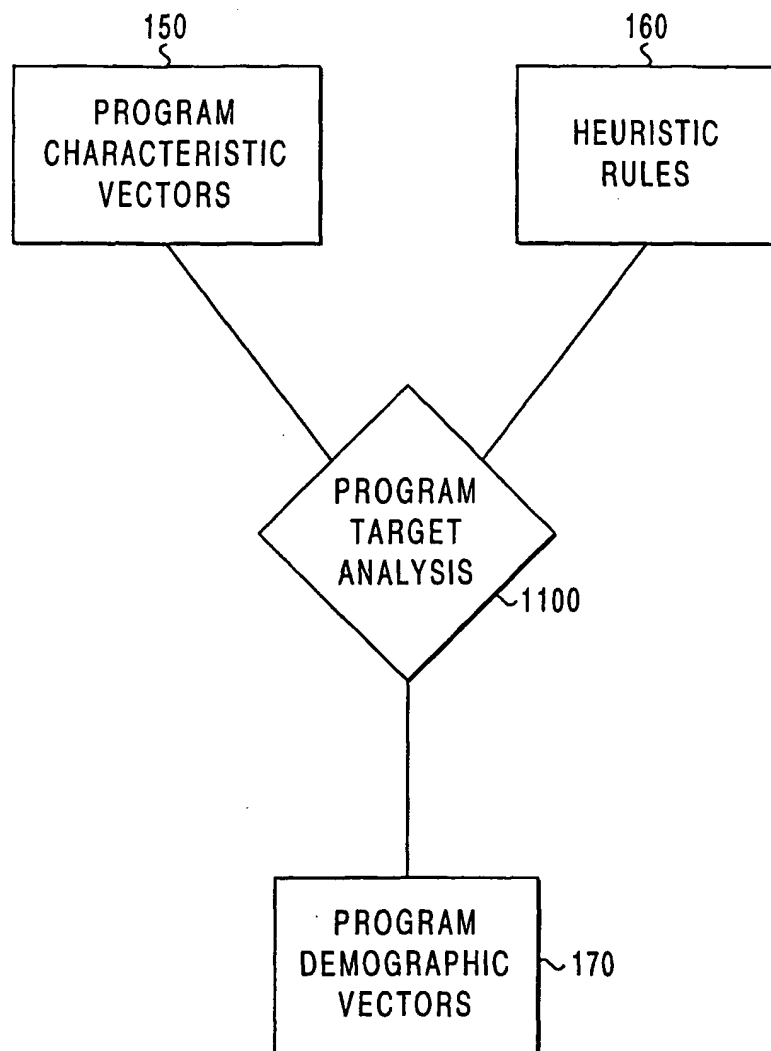 150
160
PROGRAM
CHARACTERISTIC
VECTORS
HEURISTIC
RULES
PROGRAM
TARGET
ANALYSIS
1100
PROGRAM
DEMOGRAPHIC
VECTORS
170